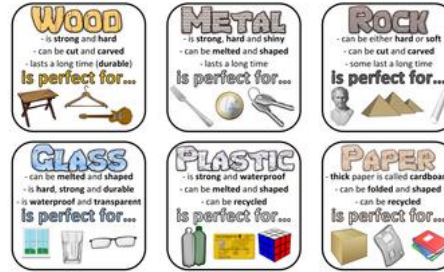 WOOD
- is strong and hard
- can be cut and carved
- lasts a long time (durable)
is perfect for...
METAL
- is strong, hard and shiny
- can be melted and shaped
- lasts a long time
is perfect for...
ROCK
- can be either hard or soft
- can be cut and carved
- some last a long time
is perfect for...
GLASS
- can be melted and shaped
- is hard, strong and durable
- is waterproof and transparent
is perfect for...
PLASTIC
- is strong and waterproof
- can be melted and shaped
- can be recycled
is perfect for...
PAPER
- thick paper is called cardboard
- can be folded and shaped
- can be recycled
is perfect for...